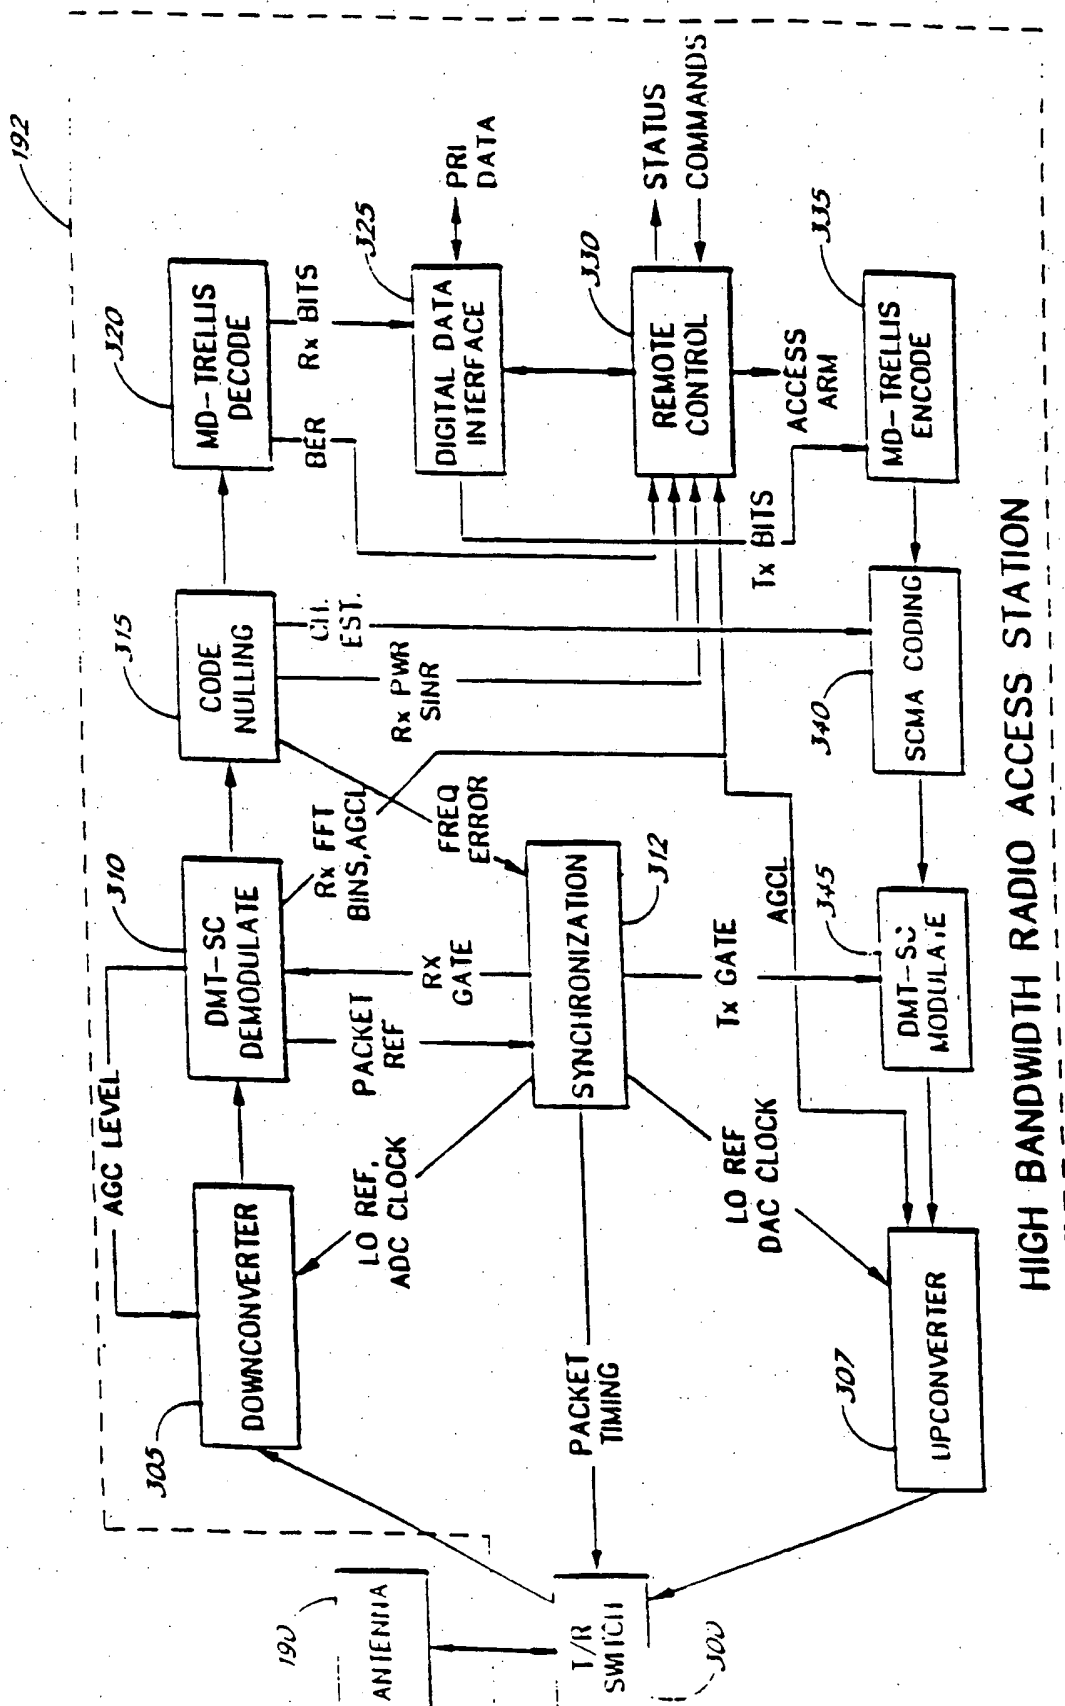 192
190
ANTENNA
T/R
SWITCH
300
305
DOWNCONVERTER
AGC LEVEL
310
DMT-SC
DEMODULATE
315
CODE
NULLING
320
MD-TRELLIS
DECODE
BER
Rx BITS
325
DIGITAL DATA
INTERFACE
PRI
DATA
330
REMOTE
CONTROL
STATUS
COMMANDS
ACCESS
ARM
335
MD-TRELLIS
ENCODE
CH.
EST.
Rx PWR
SINR
Rx FFT
BINS, AGCL
FREQ
ERROR
RX
GATE
PACKET
REF
LO REF,
ADC CLOCK
312
SYNCHRONIZATION
PACKET
TIMING
Tx GATE
LO REF
DAC CLOCK
AGCL
Tx BITS
340
SCMA CODING
345
DMT-SC
MODULATE
307
UPCONVERTER
HIGH BANDWIDTH RADIO ACCESS STATION